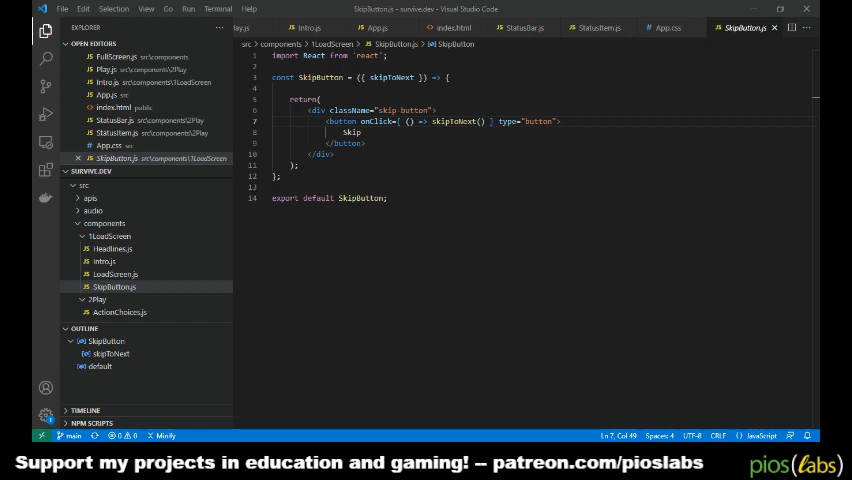 File Edit Selection View Go Run Terminal Help SkipButton.js - survive.dev - Visual Studio Code
EXPLORER
OPEN EDITORS
FullScreen.js src\components
Play.js src\components\2Play
Intro.js src\components\1LoadScreen
App.js src
index.html public
StatusBar.js src\components\2Play
StatusItem.js src\components\2Play
App.css src
SkipButton.js src\components\1LoadScreen
SURVIVE.DEV
src
apis
audio
components
1LoadScreen
Headlines.js
Intro.js
LoadScreen.js
SkipButton.js
2Play
ActionChoices.js
OUTLINE
SkipButton
skipToNext
default
TIMELINE
NPM SCRIPTS
lay.js Intro.js App.js index.html StatusBar.js StatusItem.js App.css SkipButton.js
src > components > 1LoadScreen > SkipButton.js > SkipButton
1 import React from 'react';
2
3 const SkipButton = ({ skipToNext }) => {
4
5 return(
6 <div className="skip-button">
7 <button onClick={ () => skipToNext() } type="button">
8 Skip
9 </button>
10 </div>
11 );
12 };
13
14 export default SkipButton;
1
main 0 0 Minify Ln 7, Col 49 Spaces: 4 UTF-8 CRLF {} JavaScript
Support my projects in education and gaming! -- patreon.com/pioslabs
pios(labs)